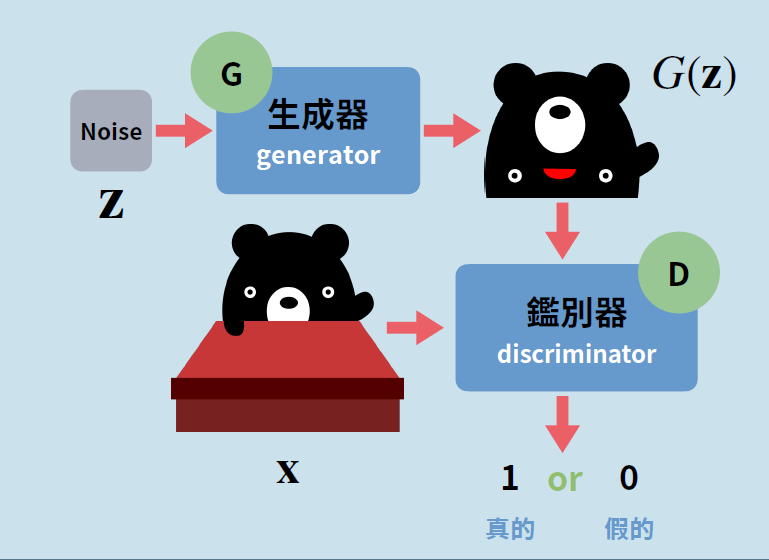 G
G(z)
Noise
生成器
generator
z
D
鑑別器
discriminator
x
1 or 0
真的 假的